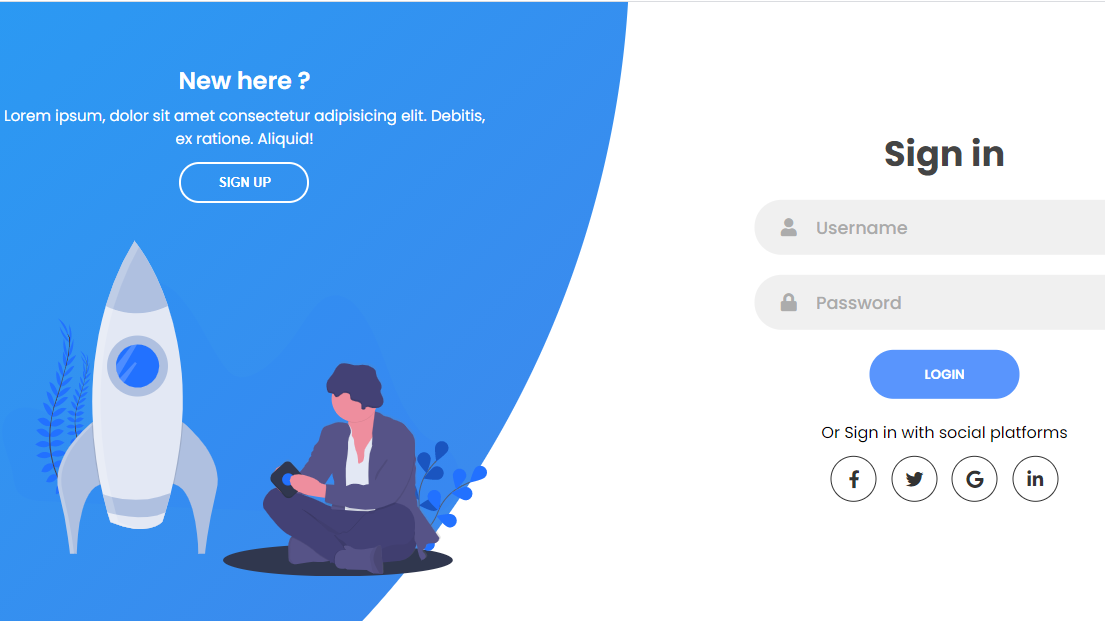 New here ?
Lorem ipsum, dolor sit amet consectetur adipisicing elit. Debitis,
ex ratione. Aliquid!
SIGN UP
Sign in
Username
Password
LOGIN
Or Sign in with social platforms